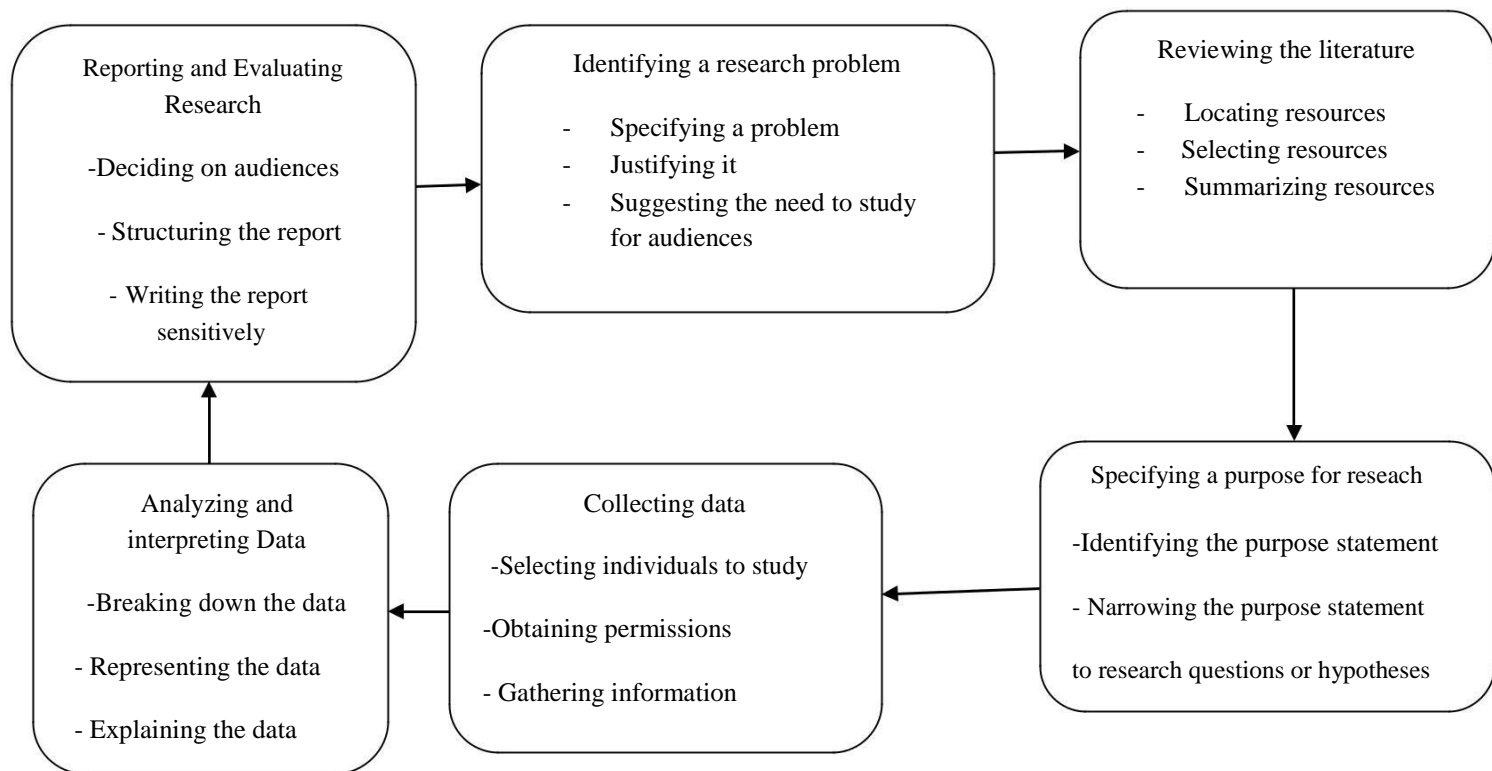 Reporting and Evaluating
Research
-Deciding on audiences
- Structuring the report
- Writing the report
sensitively
Identifying a research problem
- Specifying a problem
- Justifying it
- Suggesting the need to study
for audiences
Reviewing the literature
- Locating resources
- Selecting resources
- Summarizing resources
Specifying a purpose for reseach
-Identifying the purpose statement
- Narrowing the purpose statement
to research questions or hypotheses
Collecting data
-Selecting individuals to study
-Obtaining permissions
- Gathering information
Analyzing and
interpreting Data
-Breaking down the data
- Representing the data
- Explaining the data